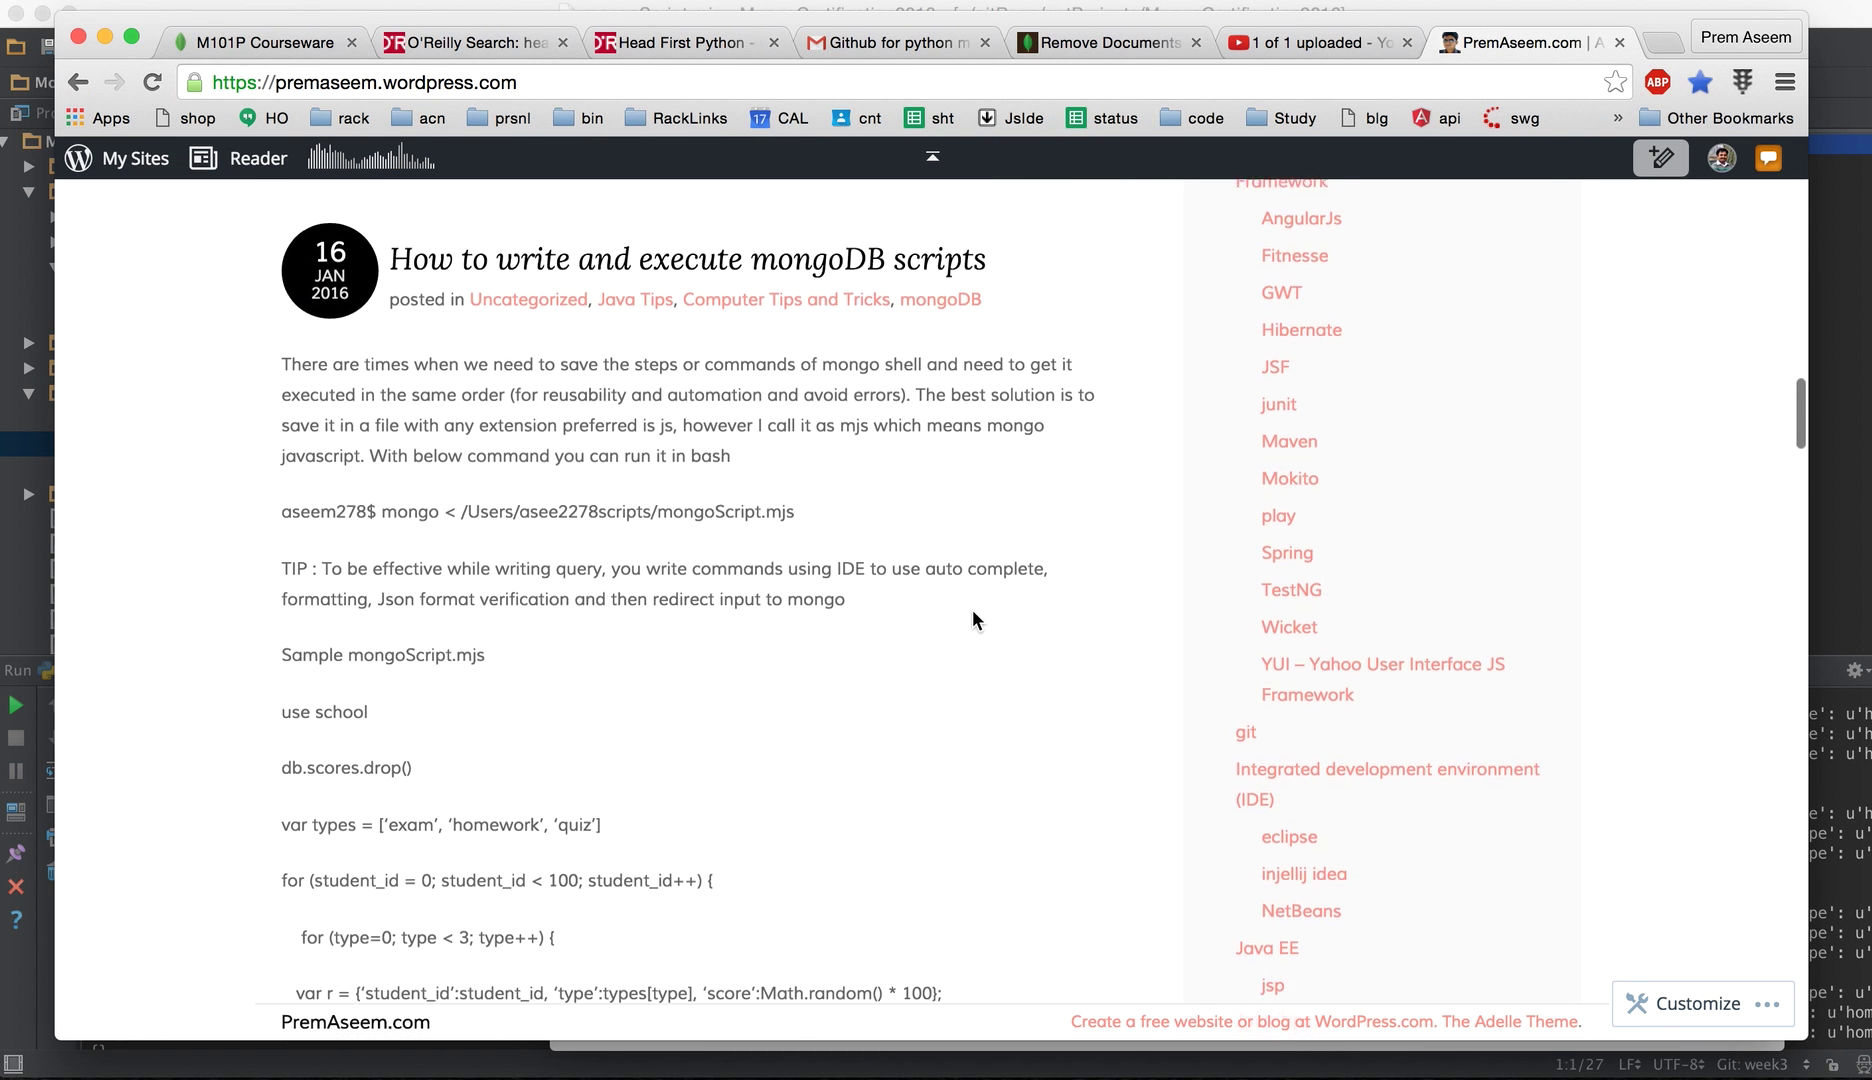 M101P Courseware
O'Reilly Search: hea
Head First Python -
Github for python m
Remove Documents
1 of 1 uploaded - Yo
PremAseem.com | A
Prem Aseem
https://premaseem.wordpress.com
ABP
Apps
shop
HO
rack
acn
prsnl
bin
RackLinks
17 CAL
cnt
sht
JsIde
status
code
Study
blg
api
swg
»
Other Bookmarks
My Sites
Reader
16
JAN
2016
How to write and execute mongoDB scripts
posted in Uncategorized, Java Tips, Computer Tips and Tricks, mongoDB
There are times when we need to save the steps or commands of mongo shell and need to get it
executed in the same order (for reusability and automation and avoid errors). The best solution is to
save it in a file with any extension preferred is js, however I call it as mjs which means mongo
javascript. With below command you can run it in bash
aseem278$ mongo < /Users/asee2278scripts/mongoScript.mjs
TIP : To be effective while writing query, you write commands using IDE to use auto complete,
formatting, Json format verification and then redirect input to mongo
Sample mongoScript.mjs
use school
db.scores.drop()
var types = [‘exam’, ‘homework’, ‘quiz’]
for (student_id = 0; student_id < 100; student_id++) {
for (type=0; type < 3; type++) {
var r = {‘student_id’:student_id, ‘type’:types[type], ‘score’:Math.random() * 100};
Framework
AngularJs
Fitnesse
GWT
Hibernate
JSF
junit
Maven
Mokito
play
Spring
TestNG
Wicket
YUI – Yahoo User Interface JS
Framework
git
Integrated development environment
(IDE)
eclipse
injellij idea
NetBeans
Java EE
jsp
PremAseem.com
Create a free website or blog at WordPress.com. The Adelle Theme.
Customize
Run
1:1/27 LF UTF-8 Git: week3